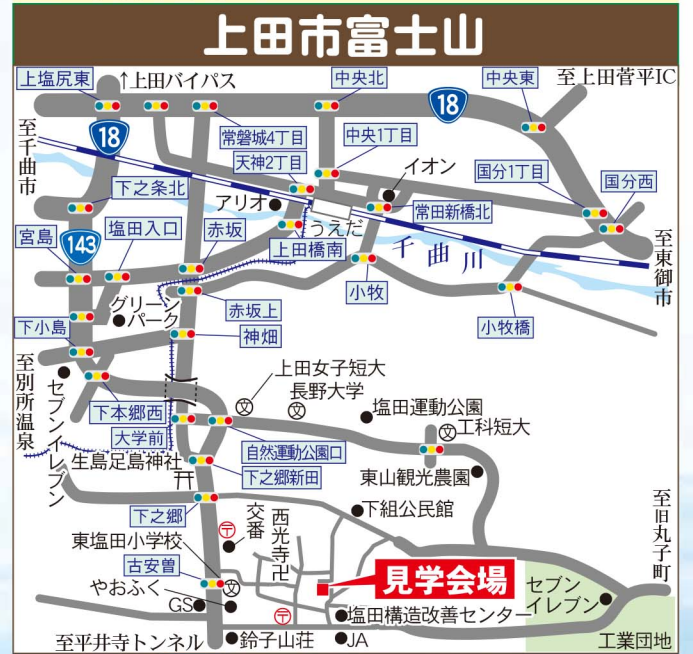 上田市富士山
上塩尻東
↑上田バイパス
中央北
中央東
至上田菅平IC
18
至千曲市
18
常磐城4丁目
中央1丁目
天神2丁目
イオン
国分1丁目
国分西
下之条北
アリオ
うえだ
常田新橋北
143
宮島
塩田入口
赤坂
上田橋南
千曲川
至東御市
小牧
小牧橋
グリーン
パーク
赤坂上
神畑
下小島
至別所温泉
セブンイレブン
下本郷西
上田女子短大
文
長野大学
文
塩田運動公園
文
工科短大
大学前
自然運動公園口
生島足島神社
下之郷新田
東山観光農園
下之郷
交番
西光寺
卍
下組公民館
至旧丸子町
〒
東塩田小学校
古安曽
文
見学会場
セブン
イレブン
やおふく
GS
〒
塩田構造改善センター
至平井寺トンネル
鈴子山荘
JA
工業団地